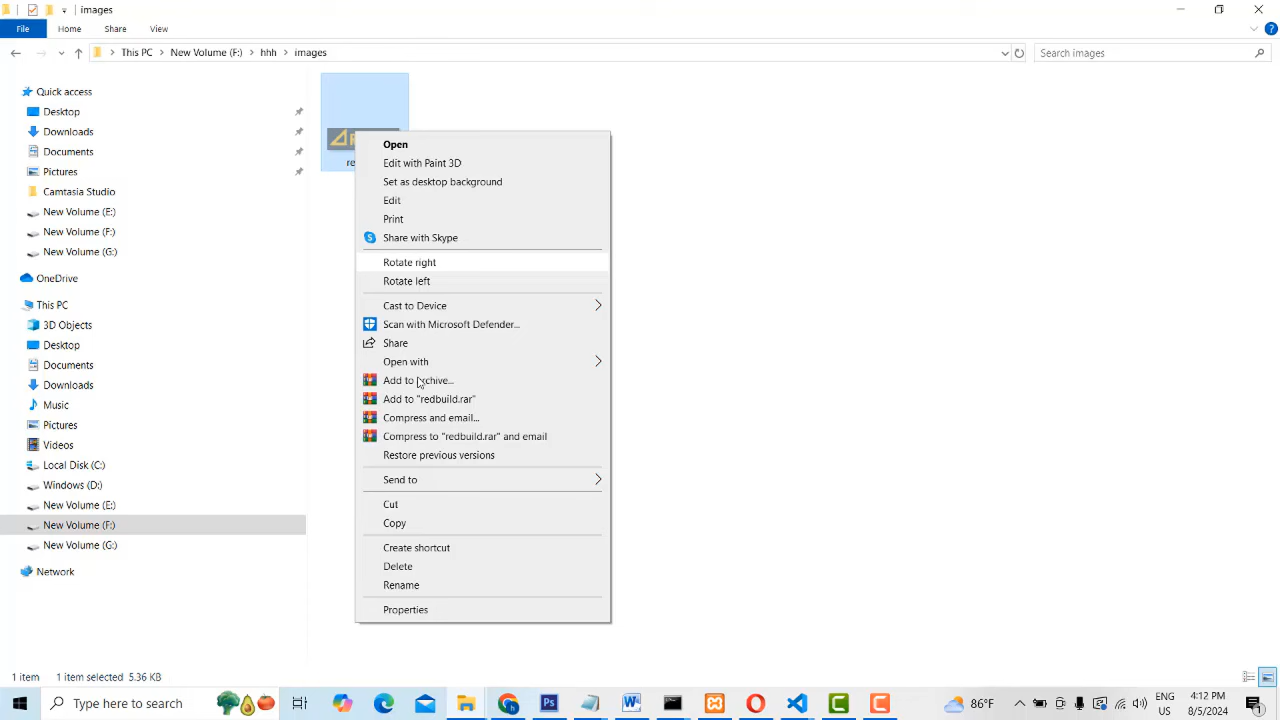 images
File
Home
Share
View
This PC
New Volume (F:)
hhh
images
Search images
Quick access
Desktop
Downloads
Documents
Pictures
Camtasia Studio
New Volume (E:)
New Volume (F:)
New Volume (G:)
OneDrive
This PC
3D Objects
Desktop
Documents
Downloads
Music
Pictures
Videos
Local Disk (C:)
Windows (D:)
New Volume (E:)
New Volume (F:)
New Volume (G:)
Network
re
Open
Edit with Paint 3D
Set as desktop background
Edit
Print
Share with Skype
Rotate right
Rotate left
Cast to Device
Scan with Microsoft Defender...
Share
Open with
Add to archive...
Add to "redbuild.rar"
Compress and email...
Compress to "redbuild.rar" and email
Restore previous versions
Send to
Cut
Copy
Create shortcut
Delete
Rename
Properties
1 item
1 item selected 5.36 KB
Type here to search
86°F
ENG
US
4:12 PM
8/5/2024